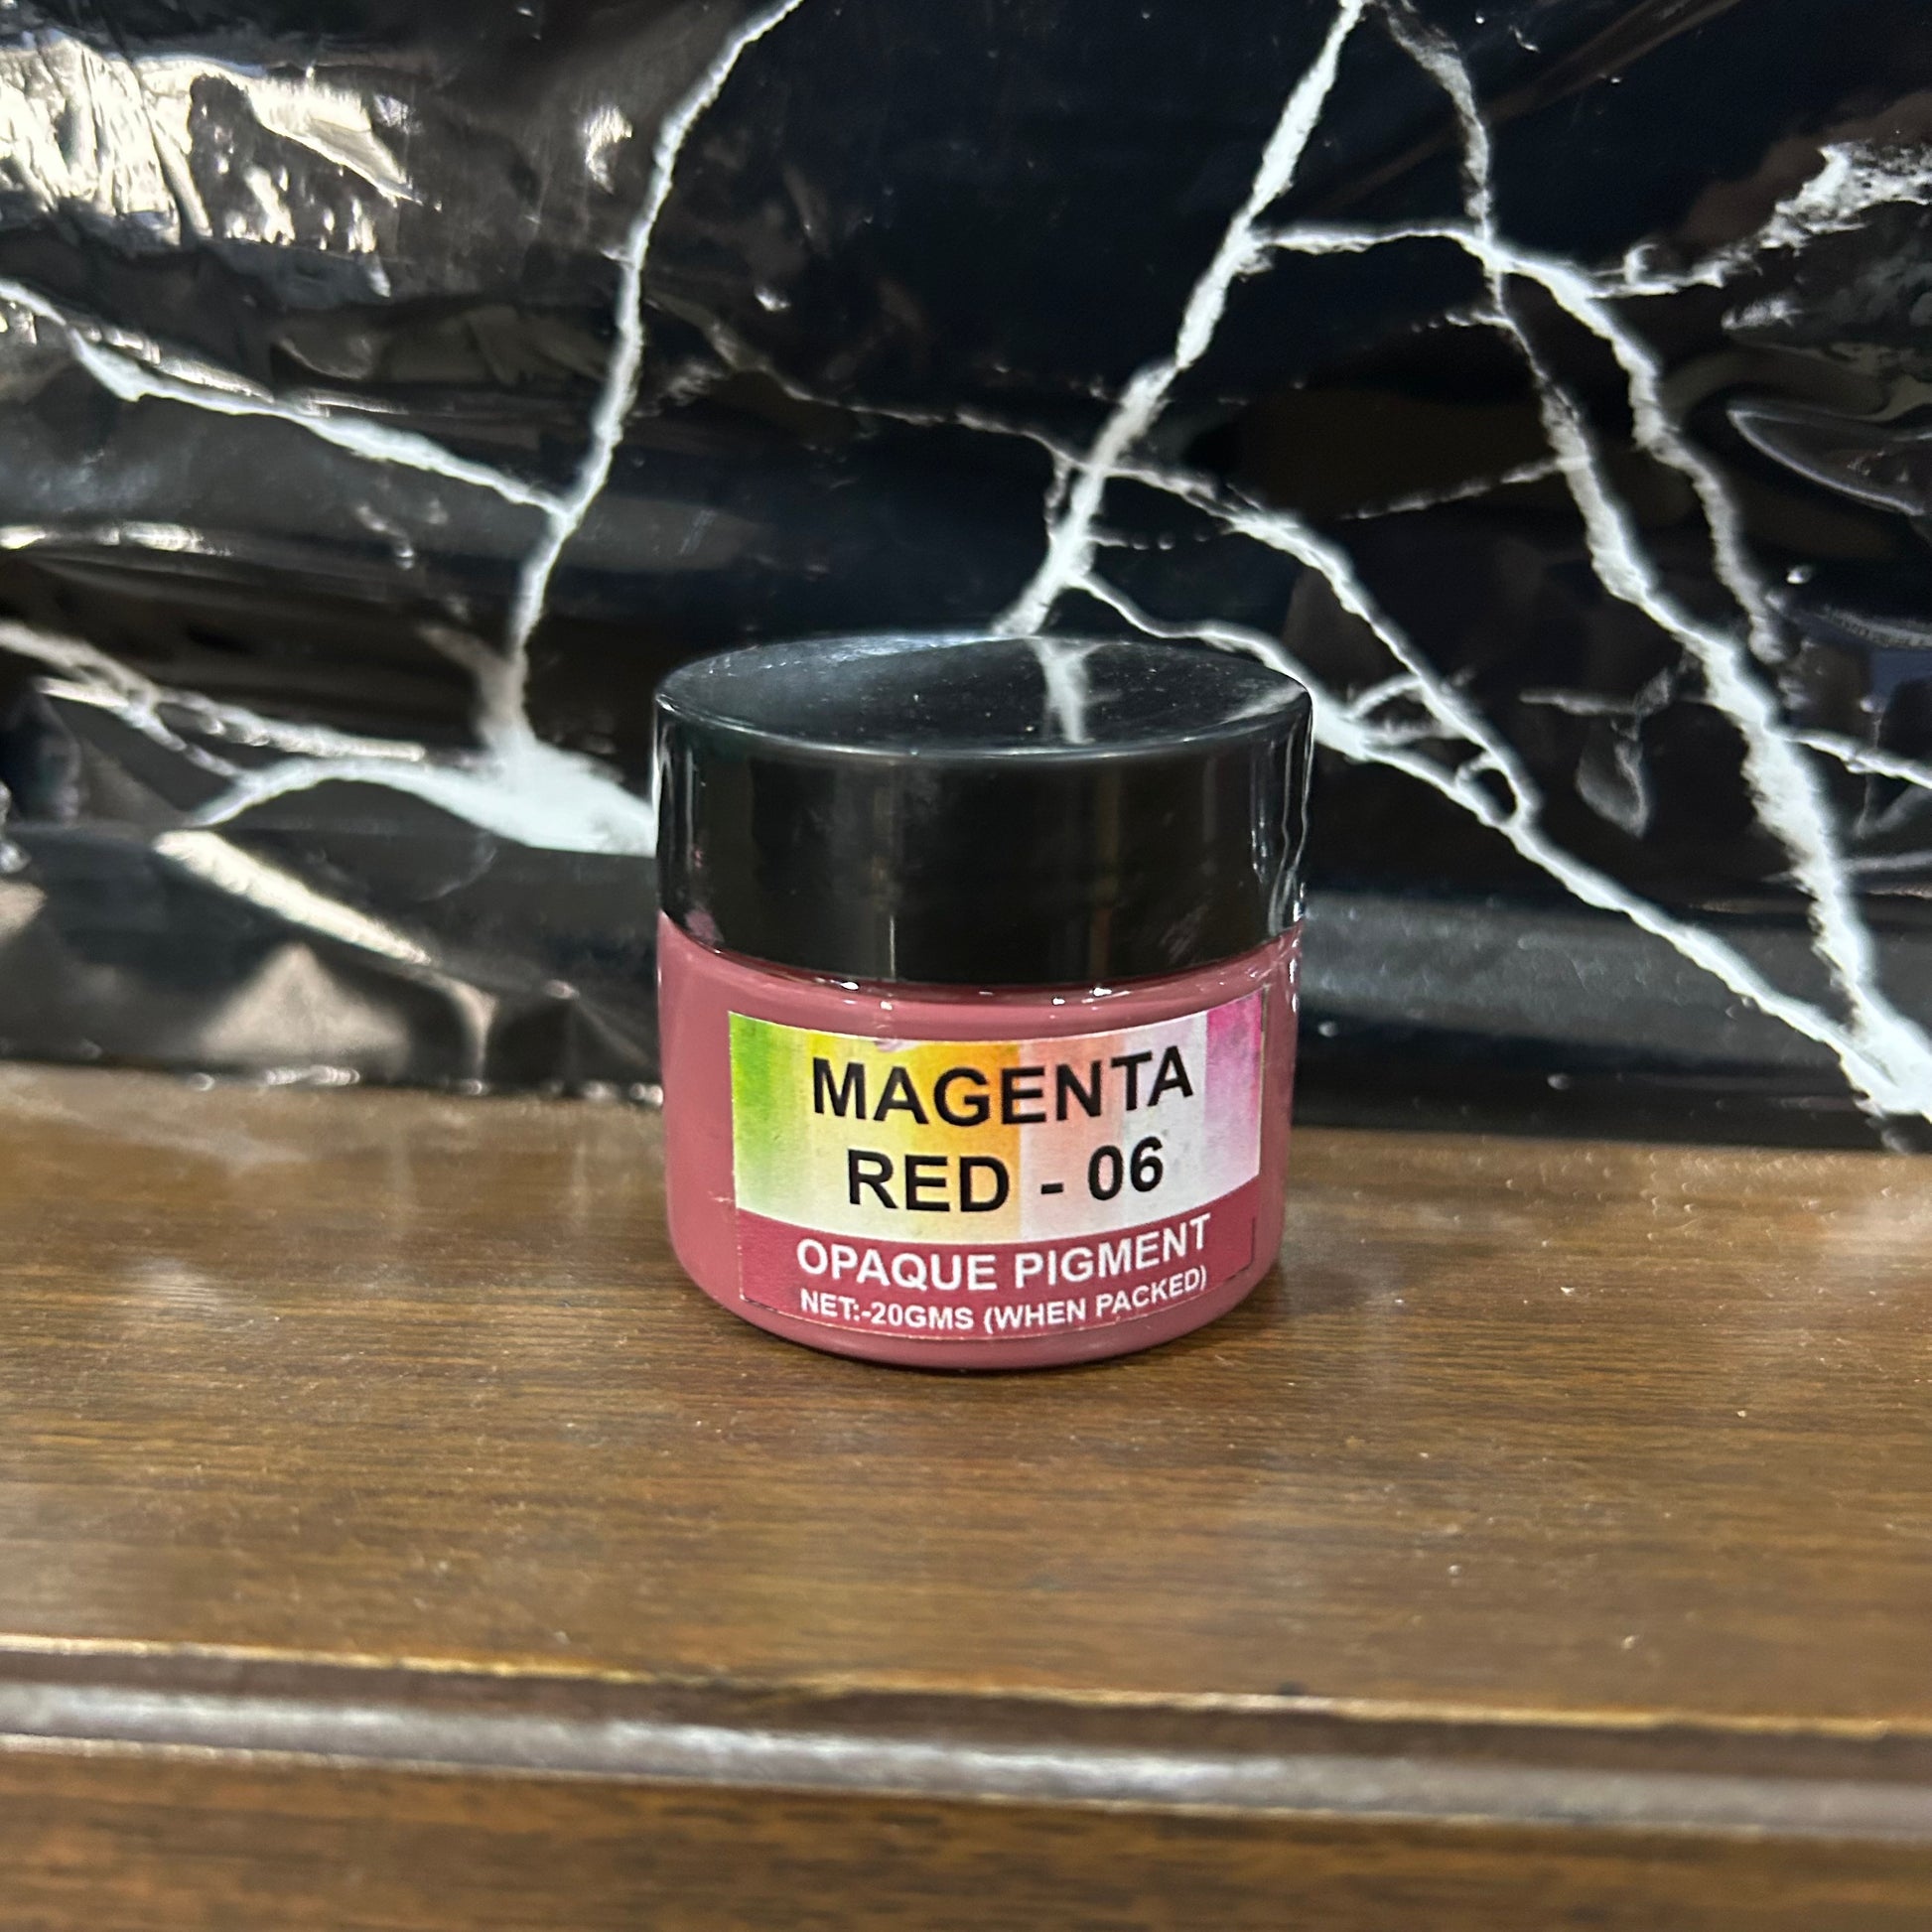 MAGENTA
RED - 06
OPAQUE PIGMENT
NET:-20GMS (WHEN PACKED)